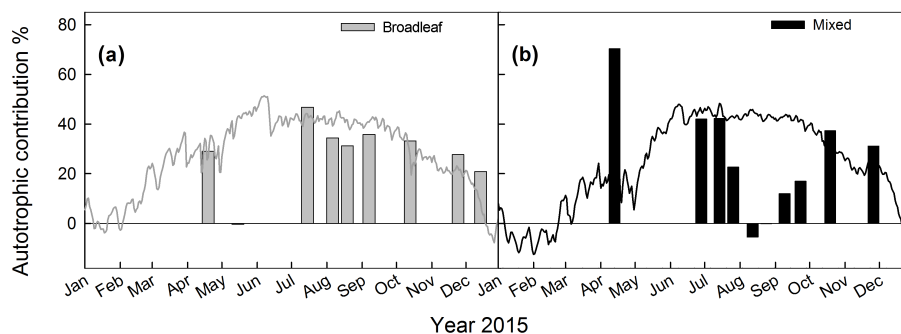 Broadleaf
Mixed
(a)
(b)
Autotrophic contribution %
80
60
40
20
0
Jan Feb Mar Apr May Jun Jul Aug Sep Oct Nov Dec Jan Feb Mar Apr May Jun Jul Aug Sep Oct Nov Dec
Year 2015